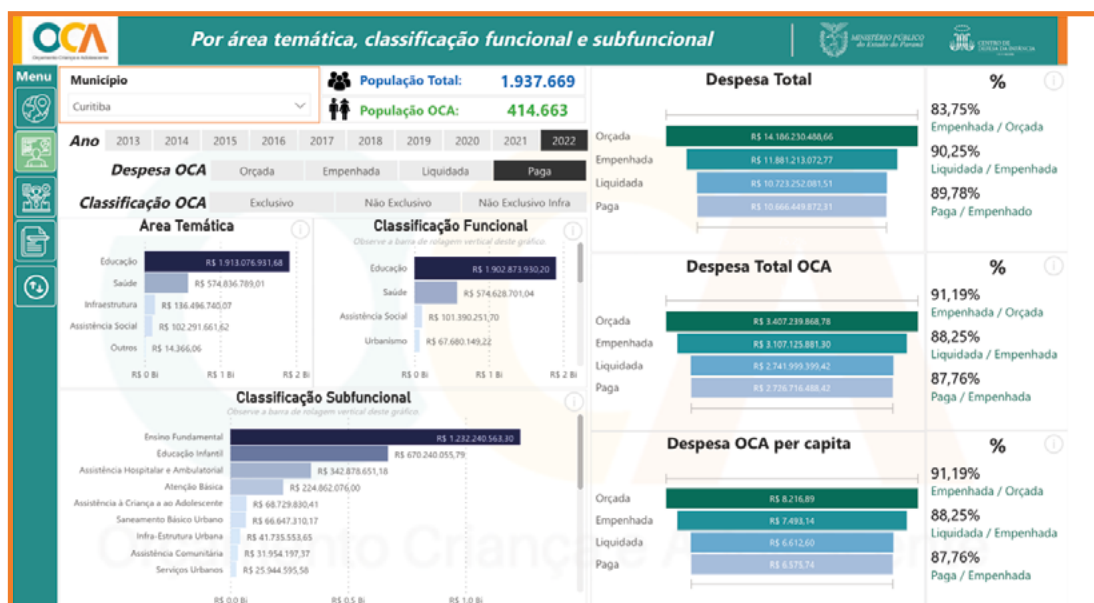 OCA
Orçamento Criança e Adolescente
Por área temática, classificação funcional e subfuncional
MINISTÉRIO PÚBLICO
do Estado do Paraná
Menu
Município
Curitiba
População Total: 1.937.669
População OCA: 414.663
Ano 2013 2014 2015 2016 2017 2018 2019 2020 2021 2022
Despesa OCA Orçada Empenhada Liquidada Paga
Classificação OCA Exclusivo Não Exclusivo Não Exclusivo Infra
Área Temática
Educação R$ 1.913.076.931,68
Saúde R$ 574.836.789,01
Infraestrutura R$ 136.496.740,07
Assistência Social R$ 102.291.661,62
Outros R$ 14.366,06
R$ 0 Bi R$ 1 Bi R$ 2 Bi
Classificação Funcional
Observe a barra de rolagem vertical deste gráfico.
Educação R$ 1.902.873.930,20
Saúde R$ 574.628.701,04
Assistência Social R$ 101.390.251,70
Urbanismo R$ 67.680.149,22
R$ 0 Bi R$ 1 Bi R$ 2 Bi
Classificação Subfuncional
Observe a barra de rolagem vertical deste gráfico.
Ensino Fundamental R$ 1.232.240.563,30
Educação Infantil R$ 670.240.055,79
Assistência Hospitalar e Ambulatorial R$ 342.878.651,18
Atenção Básica R$ 224.862.076,00
Assistência à Criança a ao Adolescente R$ 68.729.830,41
Saneamento Básico Urbano R$ 66.647.310,17
Infra-Estrutura Urbana R$ 41.735.553,65
Assistência Comunitária R$ 31.954.197,37
Serviços Urbanos R$ 25.944.595,58
R$ 0,0 Bi R$ 0,5 Bi R$ 1,0 Bi
Despesa Total
Orçada R$ 14.186.230.488,66
Empenhada R$ 11.881.213.072,77
Liquidada R$ 10.723.252.081,51
Paga R$ 10.666.449.872,31
%
83,75%
Empenhada / Orçada
90,25%
Liquidada / Empenhada
89,78%
Paga / Empenhado
Despesa Total OCA
Orçada R$ 3.407.239.868,78
Empenhada R$ 3.107.125.881,30
Liquidada R$ 2.741.999.399,42
Paga R$ 2.726.716.488,42
%
91,19%
Empenhada / Orçada
88,25%
Liquidada / Empenhada
87,76%
Paga / Empenhada
Despesa OCA per capita
Orçada R$ 8.216,89
Empenhada R$ 7.493,14
Liquidada R$ 6.612,60
Paga R$ 6.575,74
%
91,19%
Empenhada / Orçada
88,25%
Liquidada / Empenhada
87,76%
Paga / Empenhada